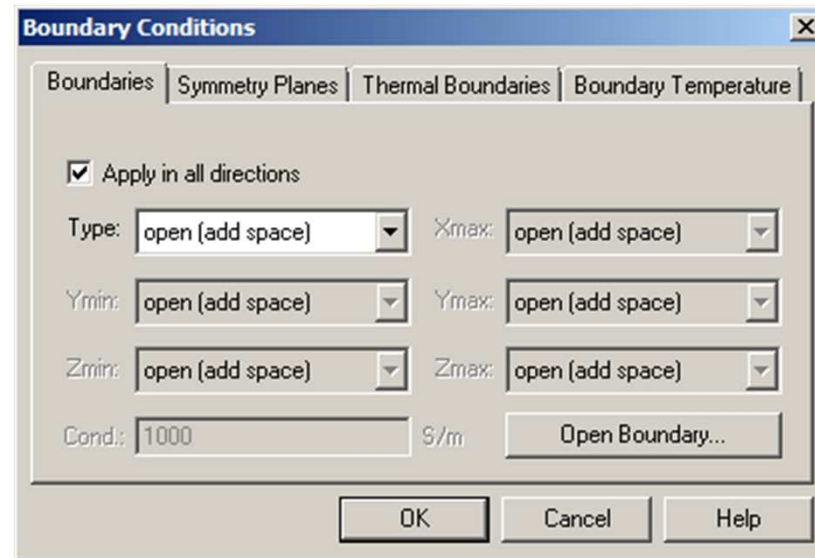 Boundary Conditions
Boundaries Symmetry Planes Thermal Boundaries Boundary Temperature
Apply in all directions
Type: open (add space) Xmax: open (add space)
Ymin: open (add space) Ymax: open (add space)
Zmin: open (add space) Zmax: open (add space)
Cond.: 1000 S/m Open Boundary...
OK Cancel Help